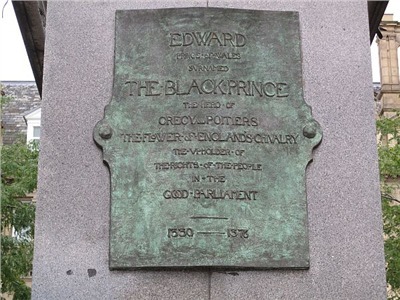 EDWARD
PRINCE OF WALES
SURNAMED
THE BLACK PRINCE
THE HERO OF
CRECY AND POITIERS
THE FLOWER OF ENGLAND'S CHIVALRY
THE UPHOLDER OF
THE RIGHTS OF THE PEOPLE
IN THE
GOOD PARLIAMENT
1330 — 1376